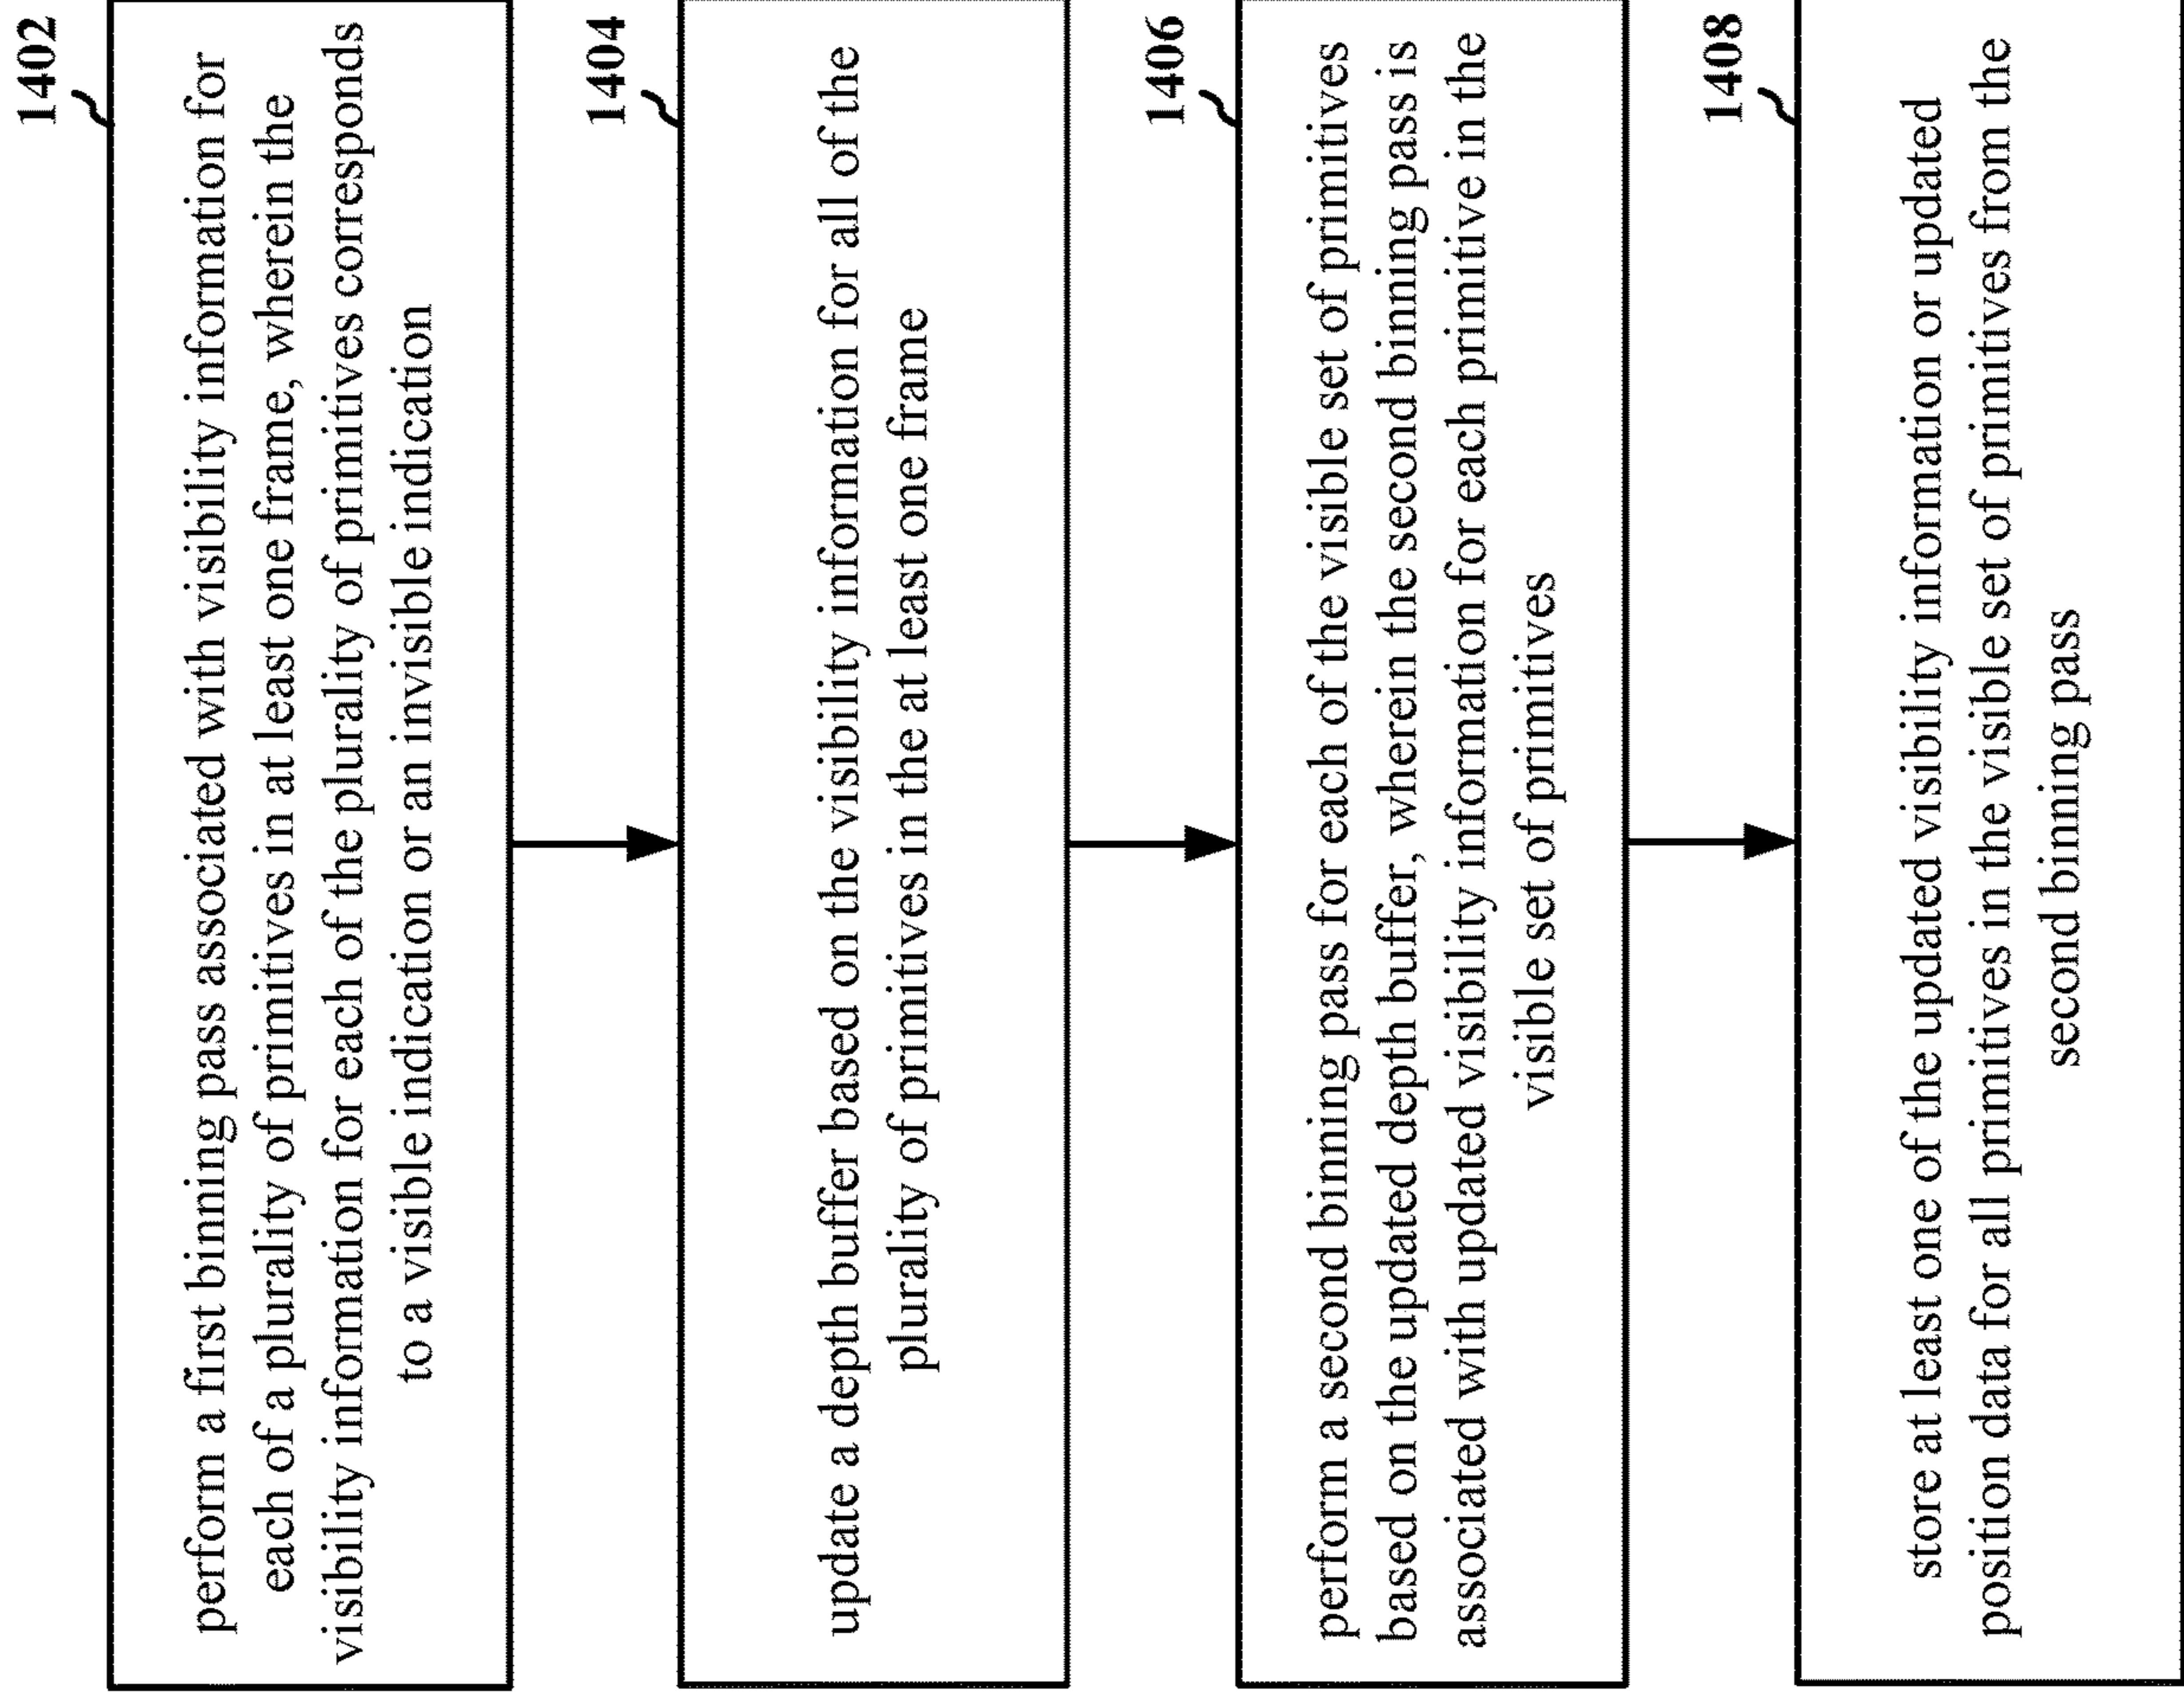 1402
perform a first binning pass associated with visibility information for
each of a plurality of primitives in at least one frame, wherein the
visibility information for each of the plurality of primitives corresponds
to a visible indication or an invisible indication
1404
update a depth buffer based on the visibility information for all of the
plurality of primitives in the at least one frame
1406
perform a second binning pass for each of the visible set of primitives
based on the updated depth buffer, wherein the second binning pass is
associated with updated visibility information for each primitive in the
visible set of primitives
1408
store at least one of the updated visibility information or updated
position data for all primitives in the visible set of primitives from the
second binning pass